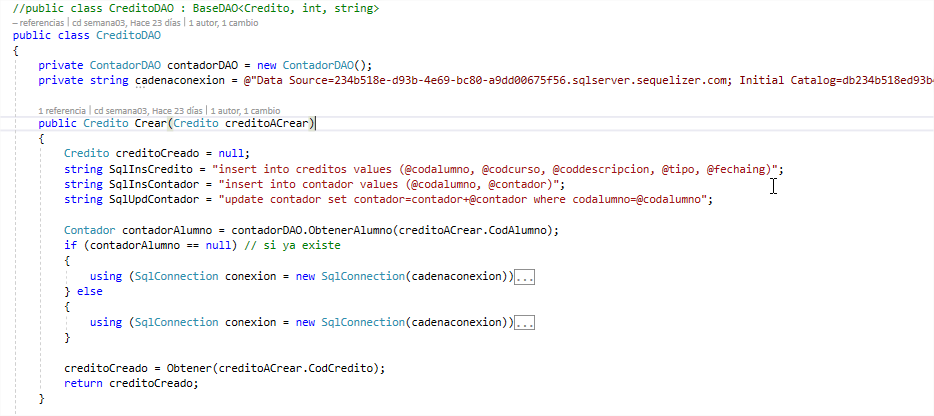 //public class CreditoDAO : BaseDAO<Credito, int, string>
– referencias | cd semana03, Hace 23 días | 1 autor, 1 cambio
public class CreditoDAO
{
private ContadorDAO contadorDAO = new ContadorDAO();
private string cadenaconexion = @"Data Source=234b518e-d93b-4e69-bc80-a9dd00675f56.sqlserver.sequelizer.com; Initial Catalog=db234b518ed93b4
1 referencia | cd semana03, Hace 23 días | 1 autor, 1 cambio
public Credito Crear(Credito creditoACrear)
{
Credito creditoCreado = null;
string SqlInsCredito = "insert into creditos values (@codalumno, @codcurso, @coddescripcion, @tipo, @fechaing)";
string SqlInsContador = "insert into contador values (@codalumno, @contador)";
string SqlUpdContador = "update contador set contador=contador+@contador where codalumno=@codalumno";
Contador contadorAlumno = contadorDAO.ObtenerAlumno(creditoACrear.CodAlumno);
if (contadorAlumno == null) // si ya existe
{
using (SqlConnection conexion = new SqlConnection(cadenaconexion))...
} else
{
using (SqlConnection conexion = new SqlConnection(cadenaconexion))...
}
creditoCreado = Obtener(creditoACrear.CodCredito);
return creditoCreado;
}